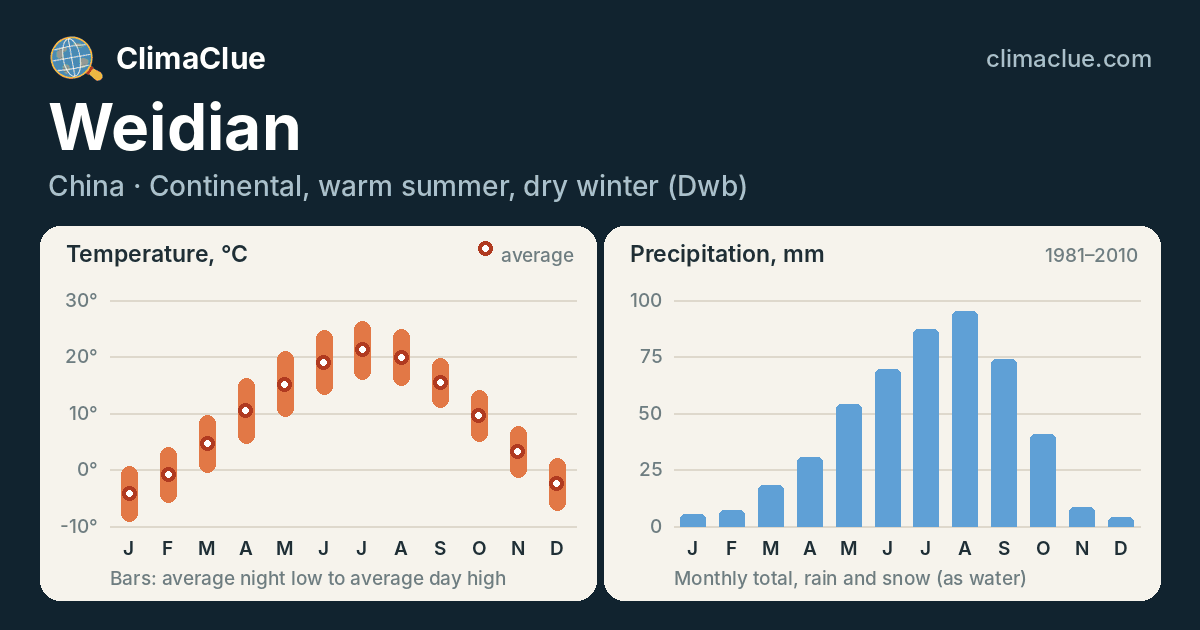 ClimaClue
climaclue.com
Weidian
China · Continental, warm summer, dry winter (Dwb)
Temperature, °C
average
30°
20°
10°
0°
-10°
J F M A M J J A S O N D
Bars: average night low to average day high
Precipitation, mm
1981–2010
100
75
50
25
0
J F M A M J J A S O N D
Monthly total, rain and snow (as water)